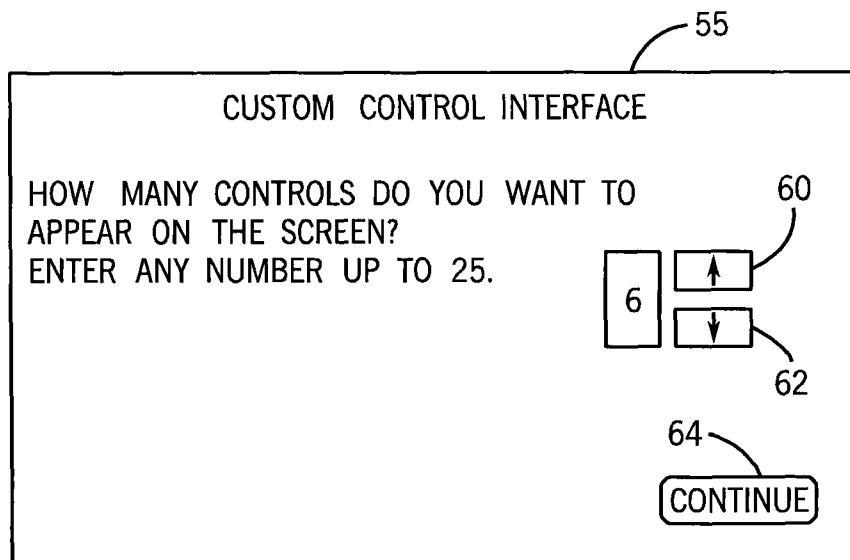 55
CUSTOM CONTROL INTERFACE
HOW MANY CONTROLS DO YOU WANT TO
APPEAR ON THE SCREEN?
ENTER ANY NUMBER UP TO 25.
60
6
62
64
CONTINUE